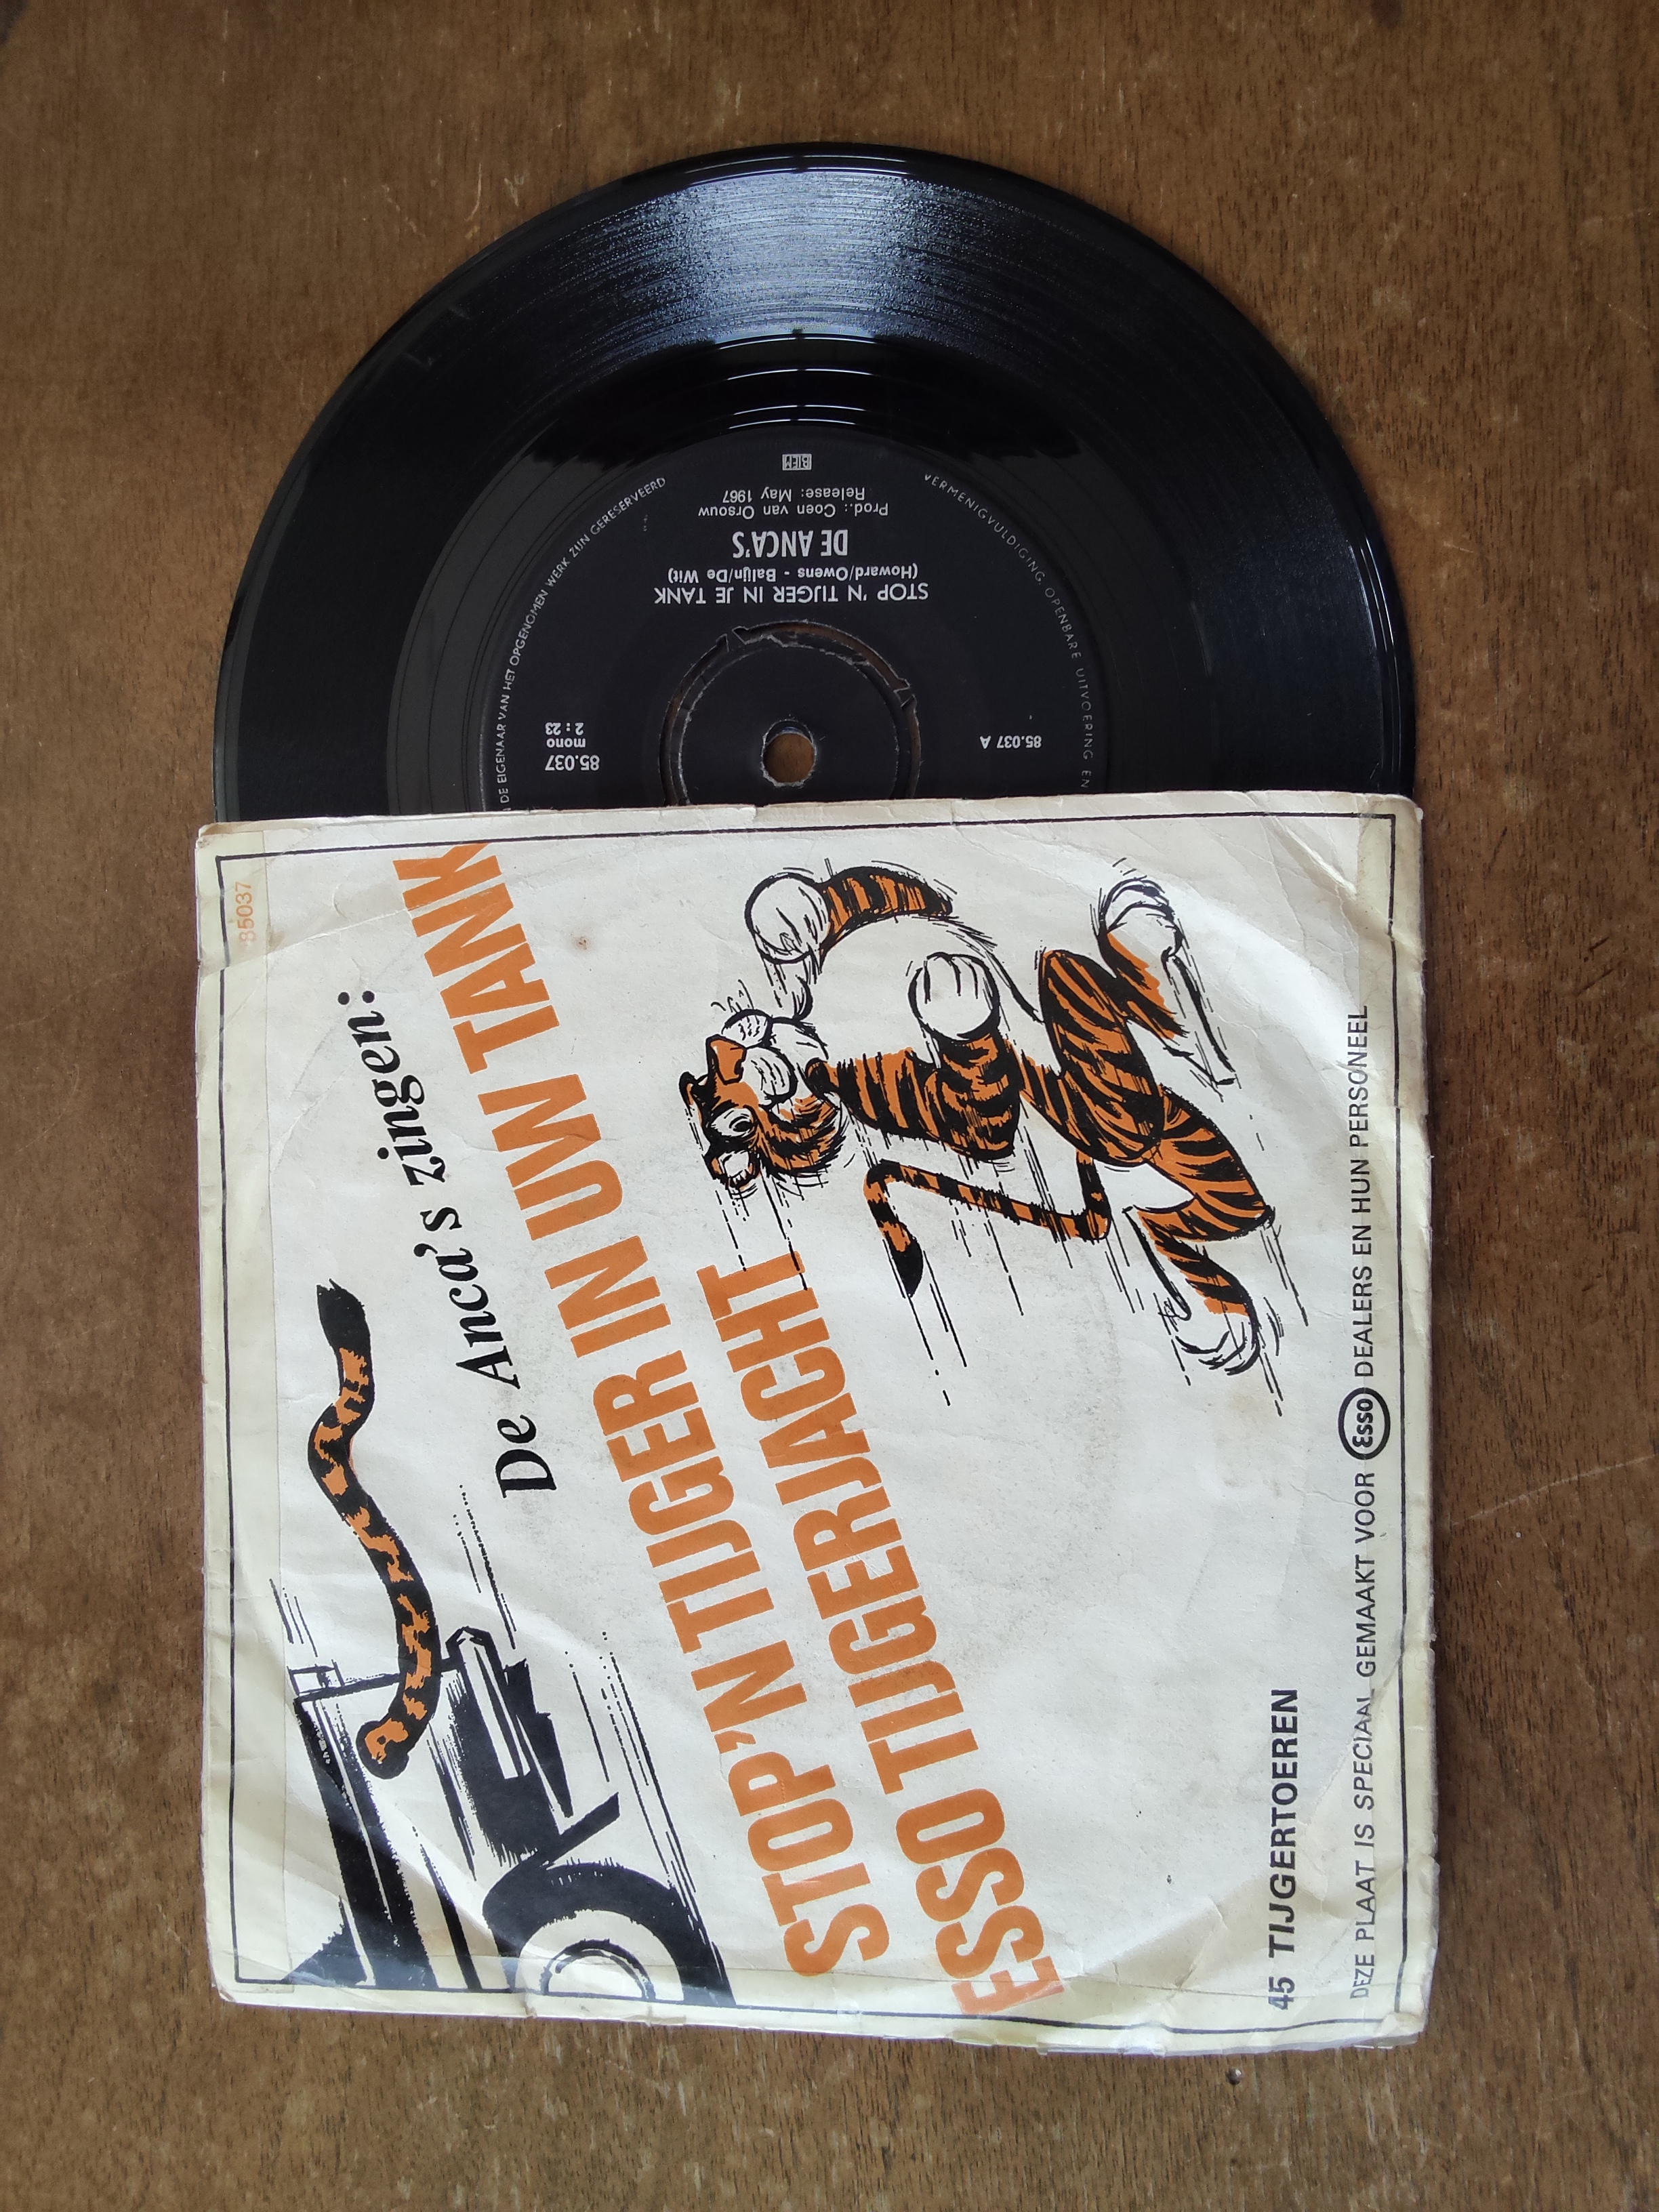 85037
De Anca's zingen:
STOP'N TIJGER IN UW TANK
ESSO TIJGERJACHT
45 TIJGERTOEREN
DEZE PLAAT IS SPECIAAL GEMAAKT VOOR Esso DEALERS EN HUN PERSONEEL
85.037
mono
2 : 23
85.037 A
STOP 'N TIJGER IN JE TANK
(Howard/Owens - Balijn/De Wit)
DE ANCA'S
Prod.: Coen van Orsouw
Release: May 1967
BIEM
DE EIGENAAR VAN HET OPGENOMEN WERK ZIJN GERESERVEERD
VERMENIGVULDIGING, OPENBARE UITVOERING EN